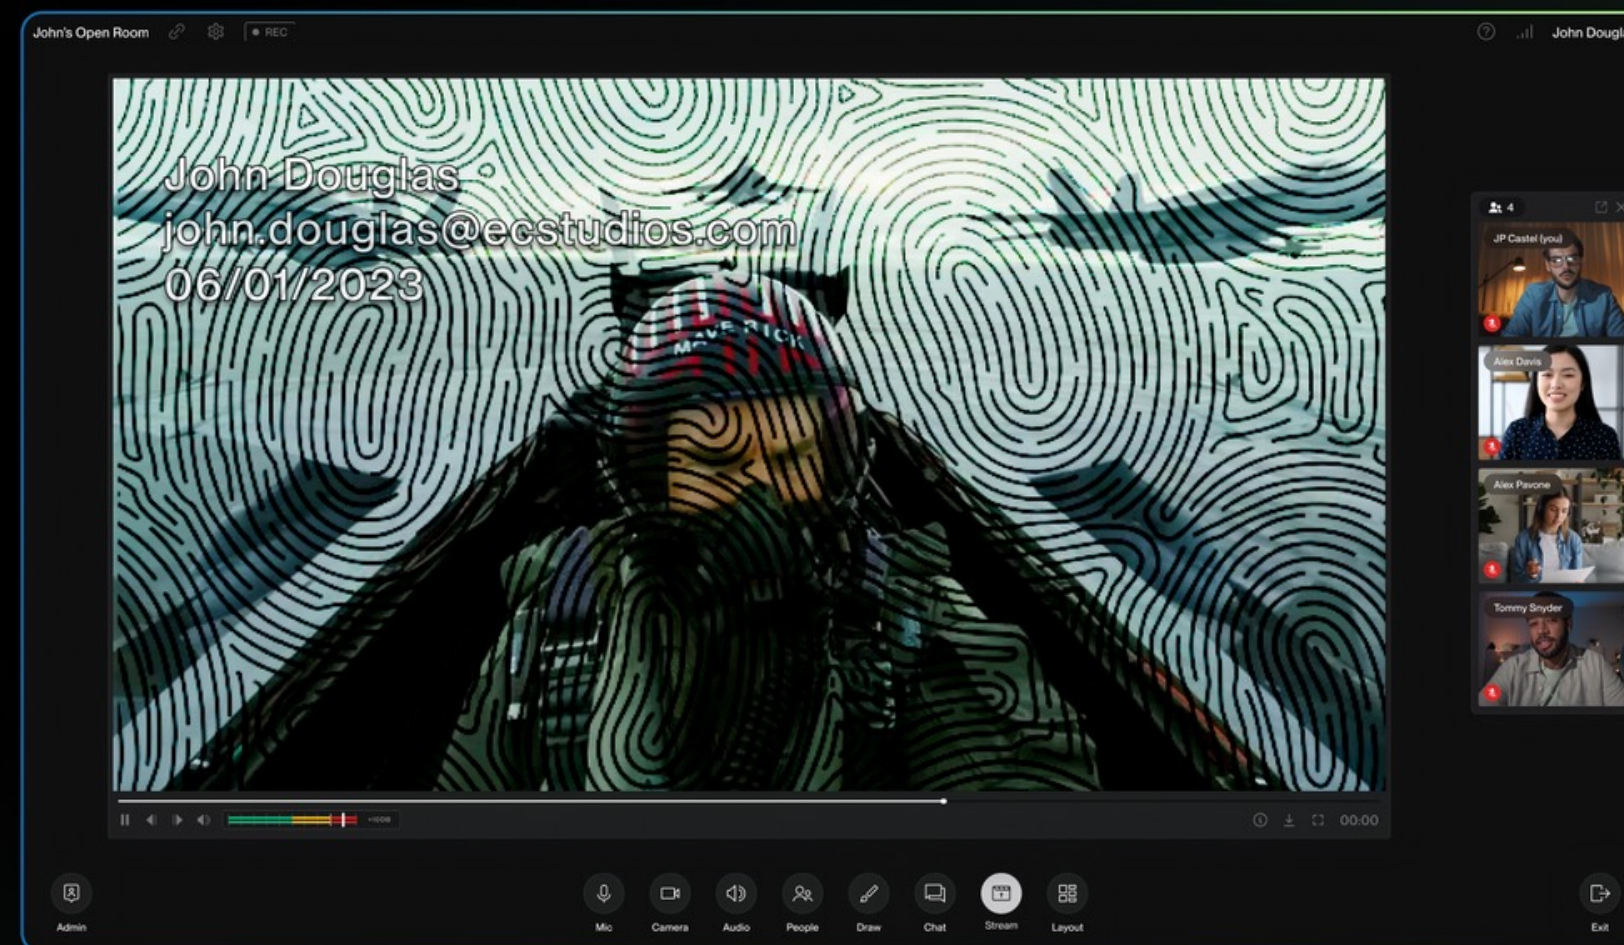 John's Open Room
REC
John Dougl
John Douglas
john.douglas@ecstudios.com
06/01/2023
MAVERICK
4
JP Castel (you)
Alex Davis
Alex Pavone
Tommy Snyder
00:00
Admin
Mic
Camera
Audio
People
Draw
Chat
Stream
Layout
Exit